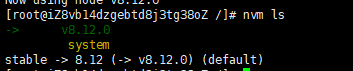 Now using node v8.12.0
[root@iZ8vb14dzgebtd8j3tg38oZ /]# nvm ls
->      v8.12.0
         system
stable -> 8.12 (-> v8.12.0) (default)